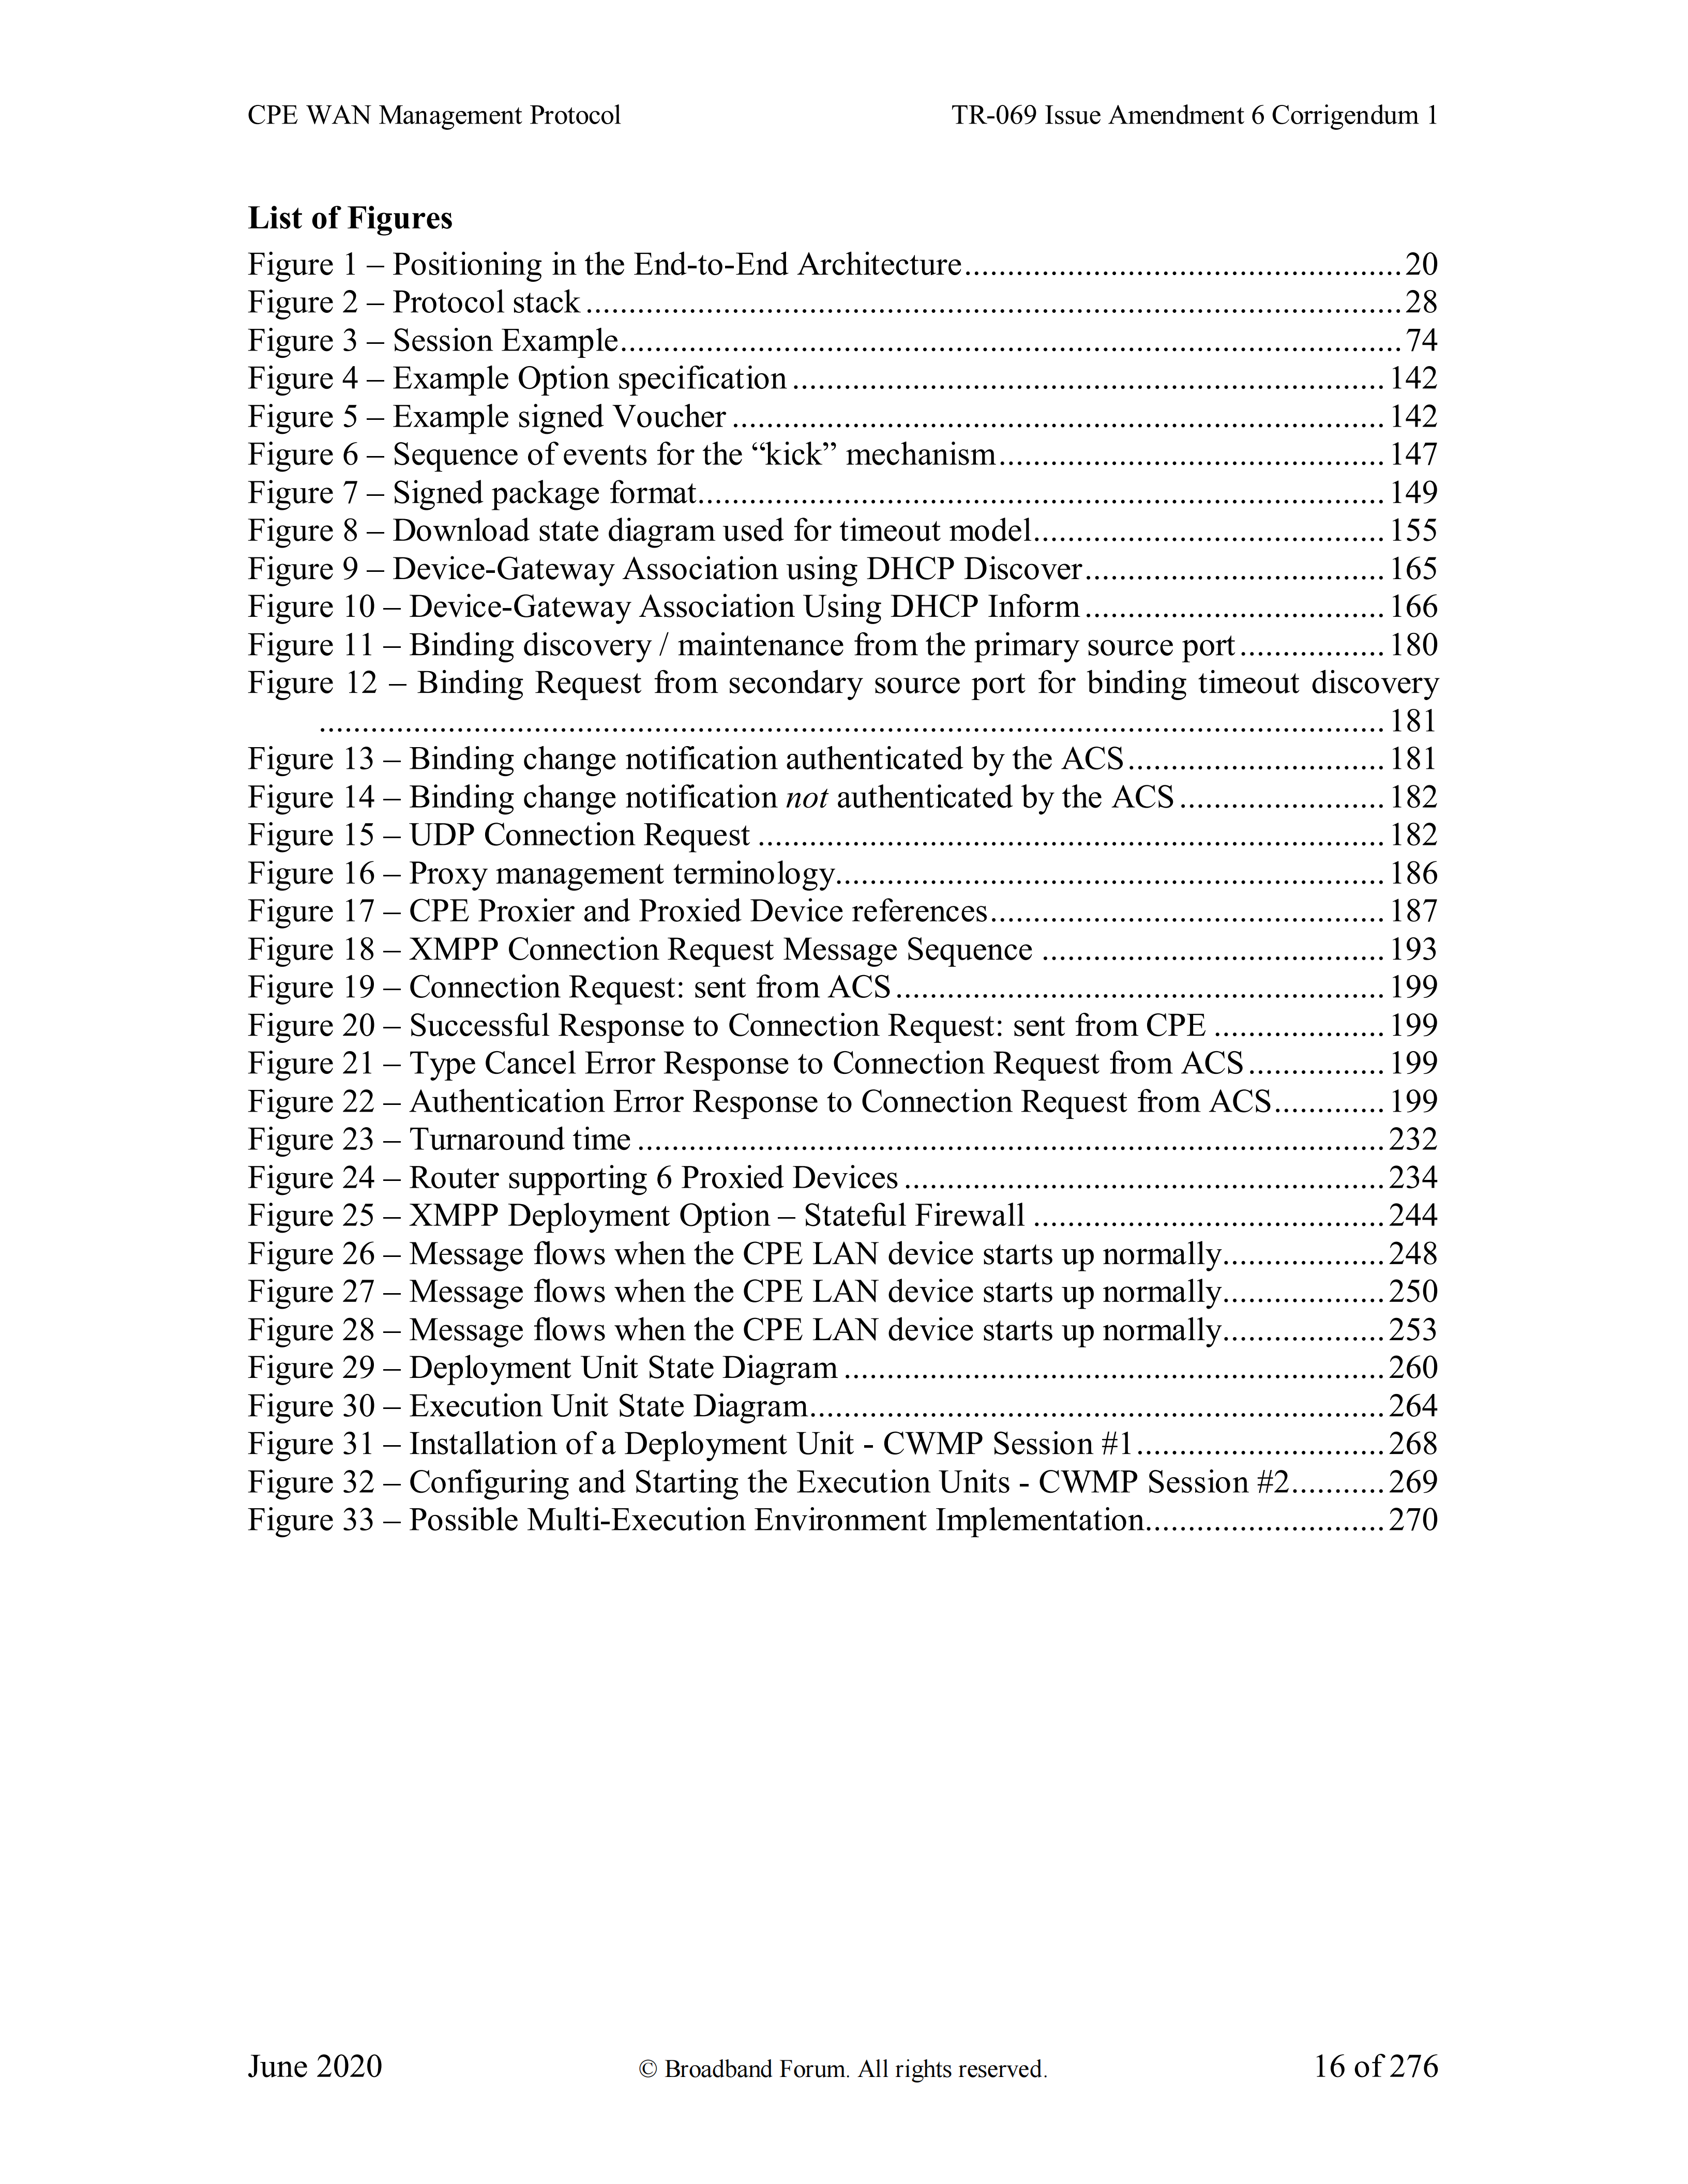 CPE WAN Management Protocol TR-069 Issue Amendment 6 Corrigendum 1
List of Figures
Figure 1 – Positioning in the End-to-End Architecture 20
Figure 2 – Protocol stack 28
Figure 3 – Session Example 74
Figure 4 – Example Option specification 142
Figure 5 – Example signed Voucher 142
Figure 6 – Sequence of events for the “kick” mechanism 147
Figure 7 – Signed package format 149
Figure 8 – Download state diagram used for timeout model 155
Figure 9 – Device-Gateway Association using DHCP Discover 165
Figure 10 – Device-Gateway Association Using DHCP Inform 166
Figure 11 – Binding discovery / maintenance from the primary source port 180
Figure 12 – Binding Request from secondary source port for binding timeout discovery
181
Figure 13 – Binding change notification authenticated by the ACS 181
Figure 14 – Binding change notification not authenticated by the ACS 182
Figure 15 – UDP Connection Request 182
Figure 16 – Proxy management terminology 186
Figure 17 – CPE Proxier and Proxied Device references 187
Figure 18 – XMPP Connection Request Message Sequence 193
Figure 19 – Connection Request: sent from ACS 199
Figure 20 – Successful Response to Connection Request: sent from CPE 199
Figure 21 – Type Cancel Error Response to Connection Request from ACS 199
Figure 22 – Authentication Error Response to Connection Request from ACS 199
Figure 23 – Turnaround time 232
Figure 24 – Router supporting 6 Proxied Devices 234
Figure 25 – XMPP Deployment Option – Stateful Firewall 244
Figure 26 – Message flows when the CPE LAN device starts up normally 248
Figure 27 – Message flows when the CPE LAN device starts up normally 250
Figure 28 – Message flows when the CPE LAN device starts up normally 253
Figure 29 – Deployment Unit State Diagram 260
Figure 30 – Execution Unit State Diagram 264
Figure 31 – Installation of a Deployment Unit - CWMP Session #1 268
Figure 32 – Configuring and Starting the Execution Units - CWMP Session #2 269
Figure 33 – Possible Multi-Execution Environment Implementation 270
June 2020 © Broadband Forum. All rights reserved. 16 of 276